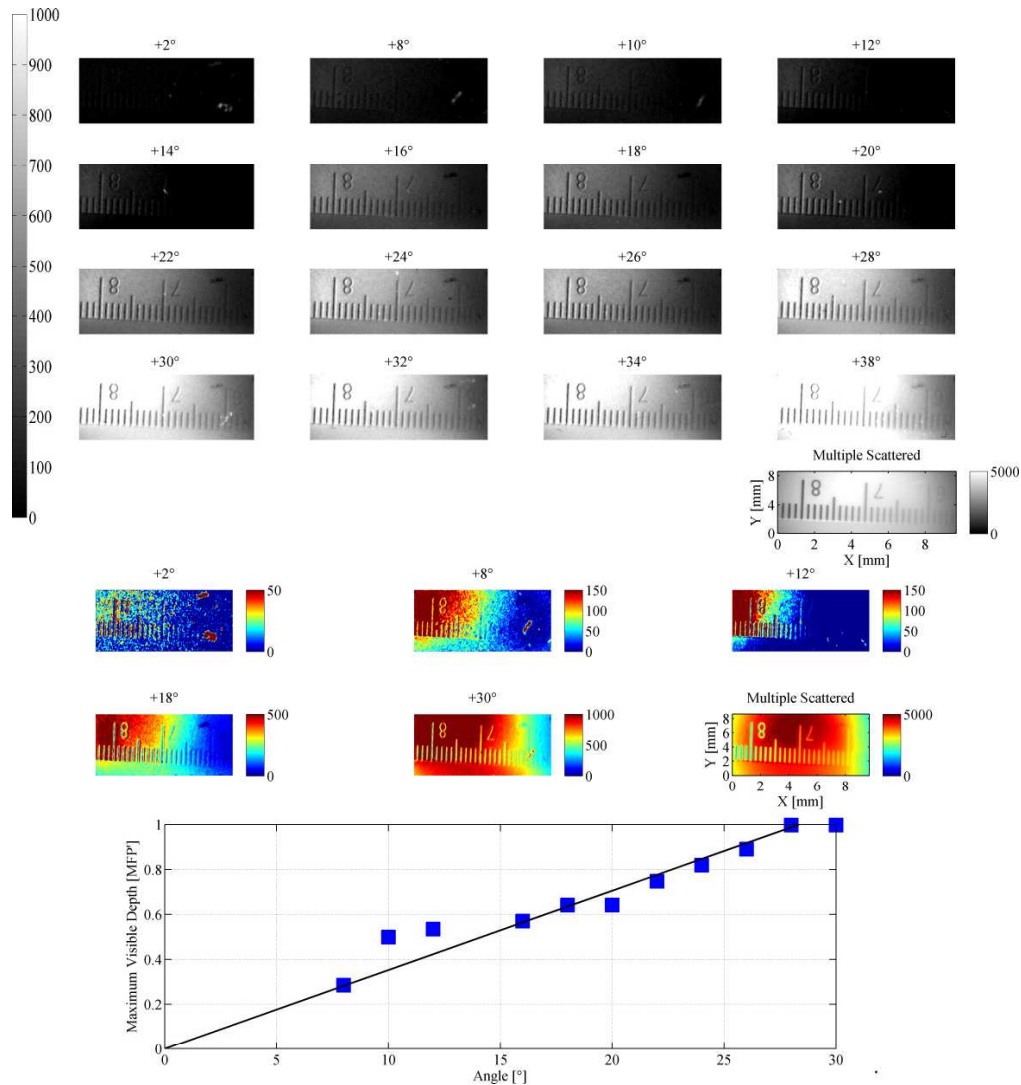 1000
900
800
700
600
500
400
300
200
100
0
+2° +8° +10° +12°
+14° +16° +18° +20°
+22° +24° +26° +28°
+30° +32° +34° +38°
Multiple Scattered
8
6
4
2
0
Y [mm]
0 2 4 6 8
X [mm]
5000
0
+2° +8° +12°
50
0
150
100
50
0
150
100
50
0
+18° +30° Multiple Scattered
500
0
1000
500
0
8
6
4
2
0
Y [mm]
0 2 4 6 8
X [mm]
5000
0
Maximum Visible Depth [MFP']
1
0.8
0.6
0.4
0.2
0
0 5 10 15 20 25 30
Angle [°]
8 7